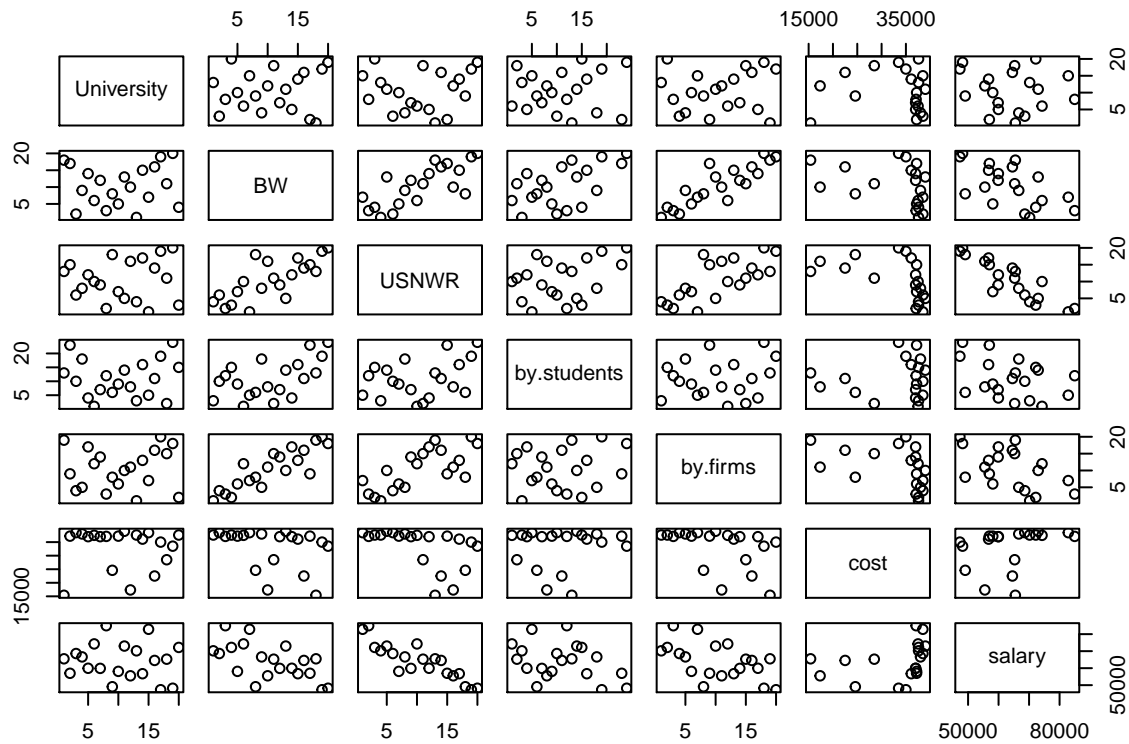 5 15 5 15 15000 35000
University 5 20
5 20 BW
USNWR 5 20
5 20 by.students
by.firms 5 20
15000 cost
salary 50000
5 15 5 15 5 15 50000 80000